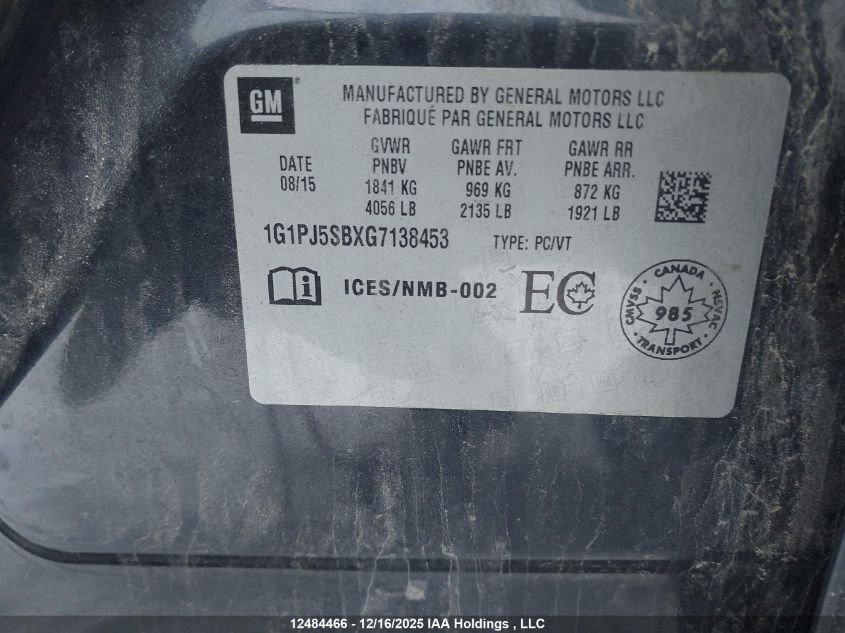 GM
MANUFACTURED BY GENERAL MOTORS LLC
FABRIQUÉ PAR GENERAL MOTORS LLC
DATE
08/15
GVWR
PNBV
1841 KG
4056 LB
GAWR FRT
PNBE AV.
969 KG
2135 LB
GAWR RR
PNBE ARR.
872 KG
1921 LB
1G1PJ5SBXG7138453 TYPE: PC/VT
ICES/NMB-002
EC
CANADA
CMVSS
985
NSVAC
TRANSPORT
12484466 - 12/16/2025 IAA Holdings , LLC